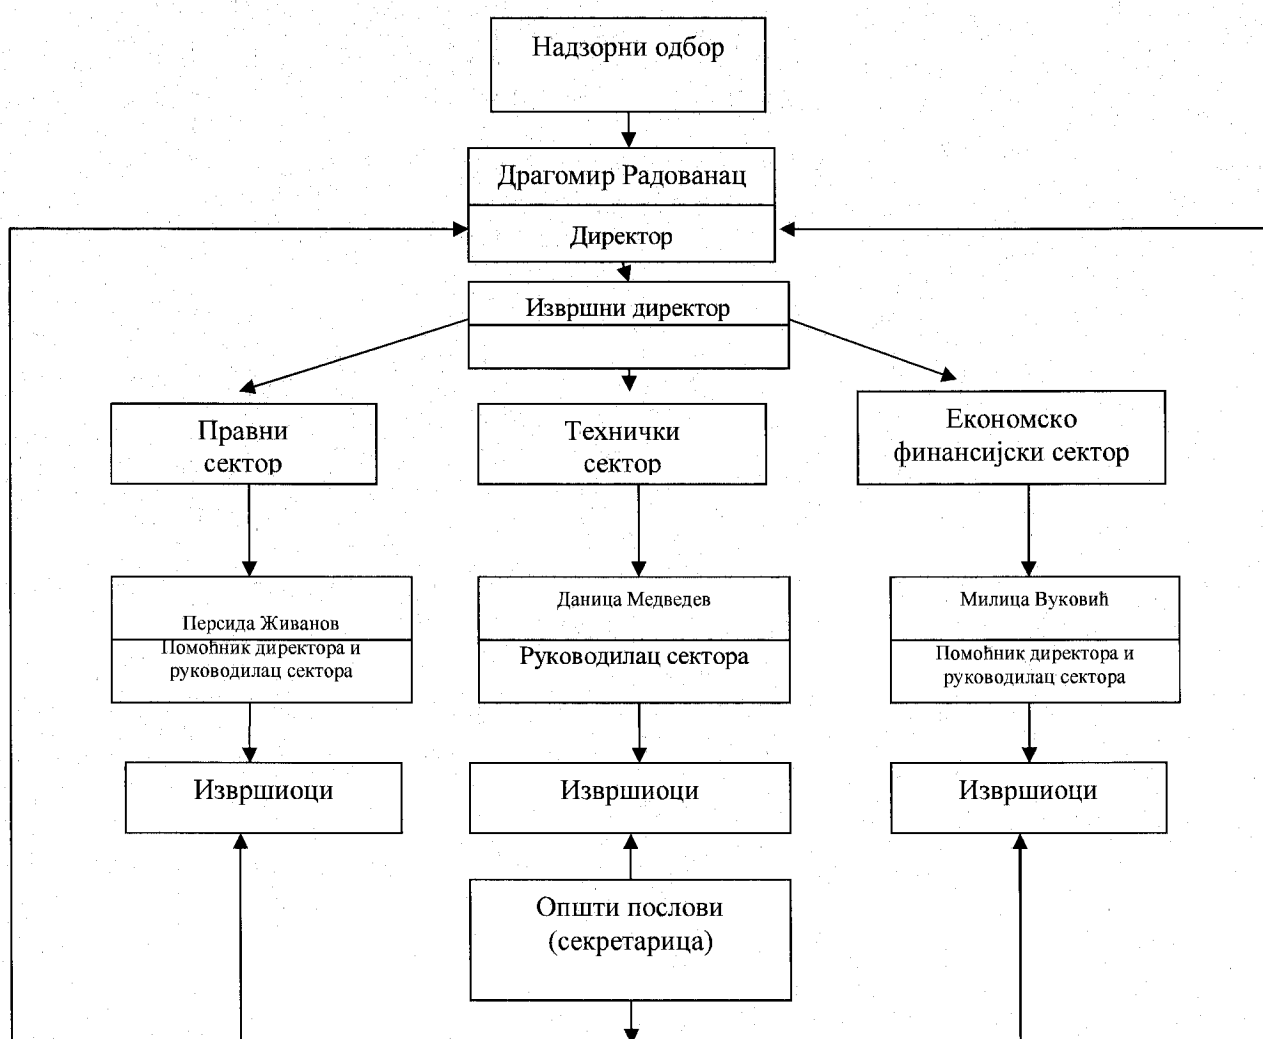 Надзорни одбор
Драгомир Радованац
Директор
Извршни директор
Правни
сектор
Технички
сектор
Економско
финансијски сектор
Персида Живанов
Помоћник директора и
руководилац сектора
Даница Медведев
Руководилац сектора
Милица Вуковић
Помоћник директора и
руководилац сектора
Извршиоци
Извршиоци
Извршиоци
Општи послови
(секретарица)